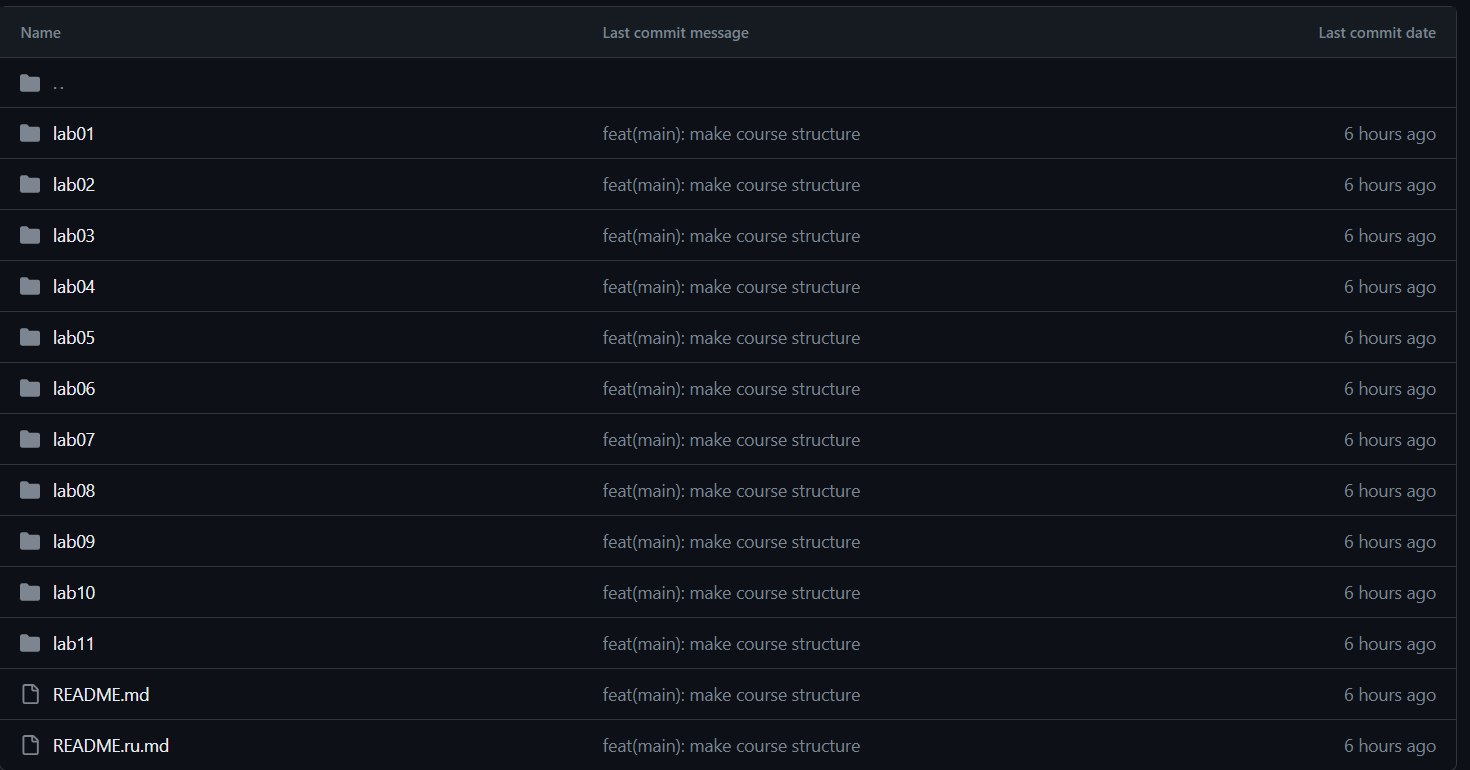 Name Last commit message Last commit date
..
lab01 feat(main): make course structure 6 hours ago
lab02 feat(main): make course structure 6 hours ago
lab03 feat(main): make course structure 6 hours ago
lab04 feat(main): make course structure 6 hours ago
lab05 feat(main): make course structure 6 hours ago
lab06 feat(main): make course structure 6 hours ago
lab07 feat(main): make course structure 6 hours ago
lab08 feat(main): make course structure 6 hours ago
lab09 feat(main): make course structure 6 hours ago
lab10 feat(main): make course structure 6 hours ago
lab11 feat(main): make course structure 6 hours ago
README.md feat(main): make course structure 6 hours ago
README.ru.md feat(main): make course structure 6 hours ago